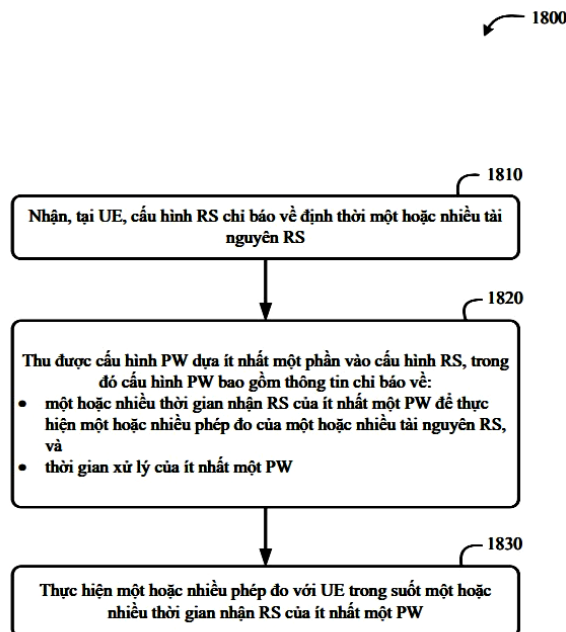 1800
1810
Nhận, tại UE, cấu hình RS chỉ báo về định thời một hoặc nhiều tài
nguyên RS
1820
Thu được cấu hình PW dựa ít nhất một phần vào cấu hình RS, trong
đó cấu hình PW bao gồm thông tin chỉ báo về:
• một hoặc nhiều thời gian nhận RS của ít nhất một PW để thực
hiện một hoặc nhiều phép đo của một hoặc nhiều tài nguyên RS,
và
• thời gian xử lý của ít nhất một PW
1830
Thực hiện một hoặc nhiều phép đo với UE trong suốt một hoặc
nhiều thời gian nhận RS của ít nhất một PW